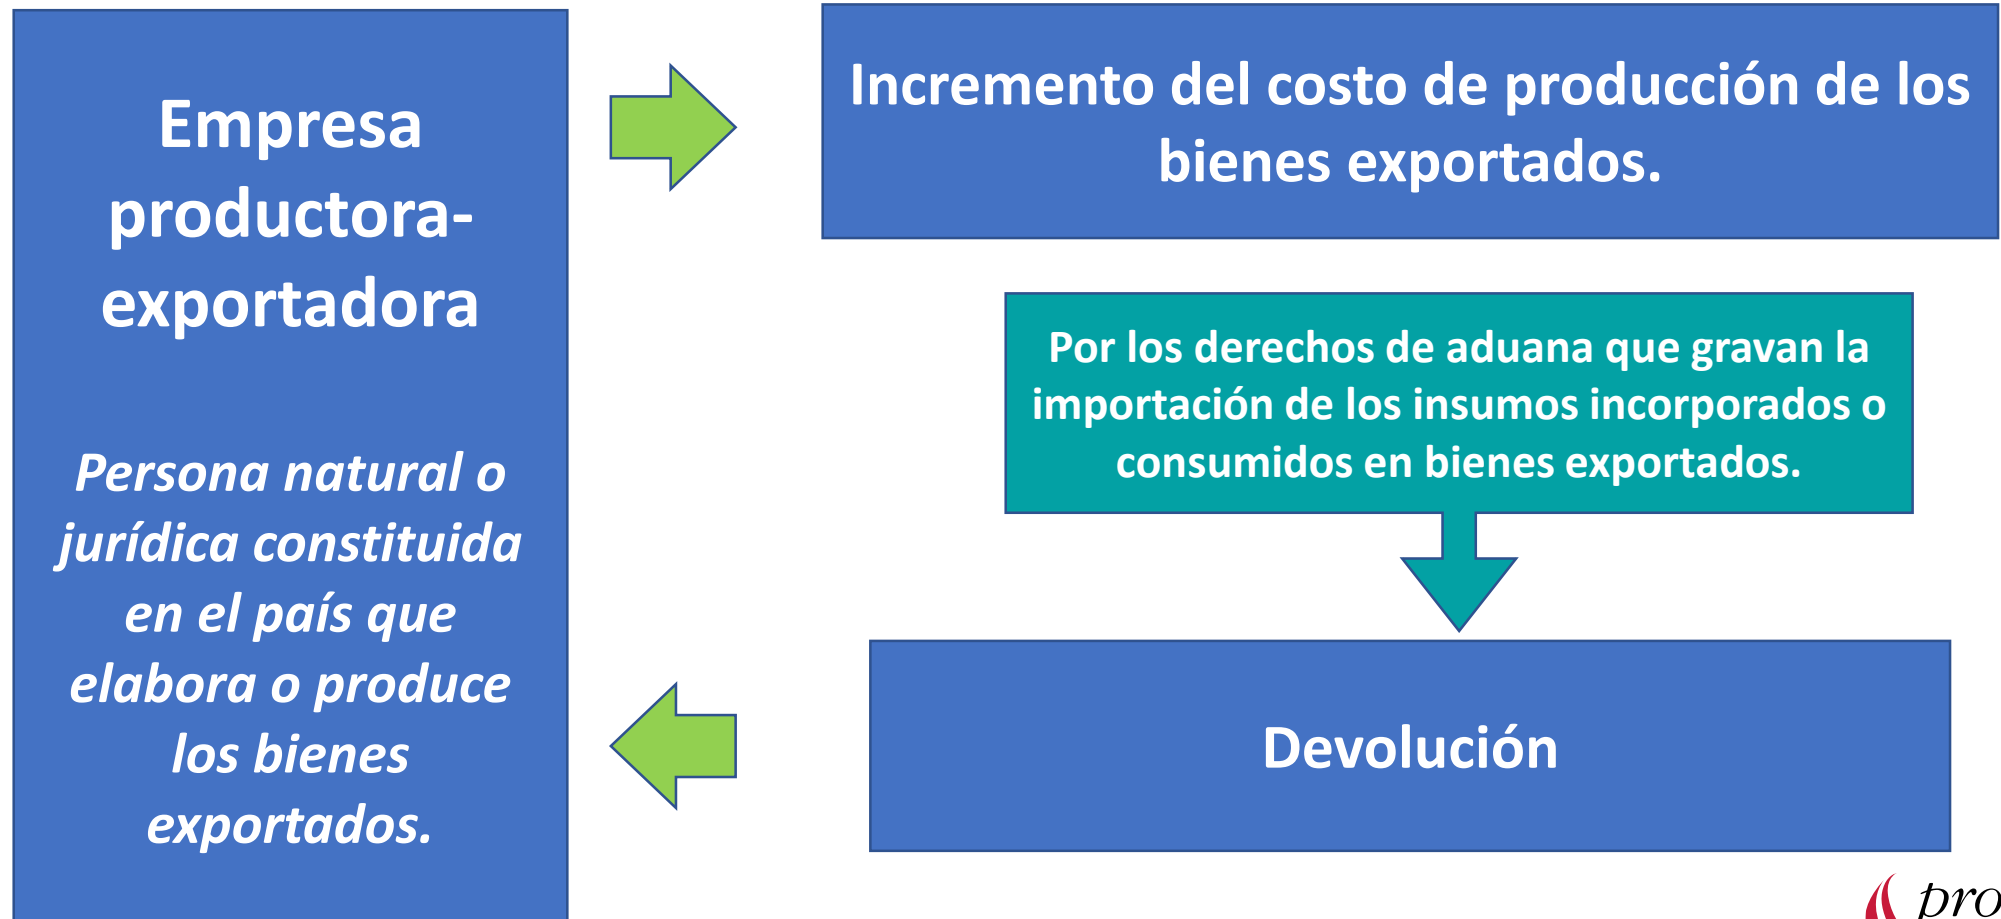 Empresa
productora-
exportadora
Persona natural o
jurídica constituida
en el país que
elabora o produce
los bienes
exportados.
Incremento del costo de producción de los
bienes exportados.
Por los derechos de aduana que gravan la
importación de los insumos incorporados o
consumidos en bienes exportados.
Devolución
pro